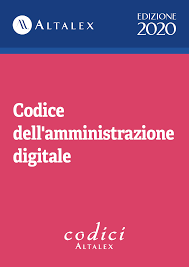 ALTALEX
EDIZIONE
2020
Codice
dell'amministrazione
digitale
codici
ALTALEX